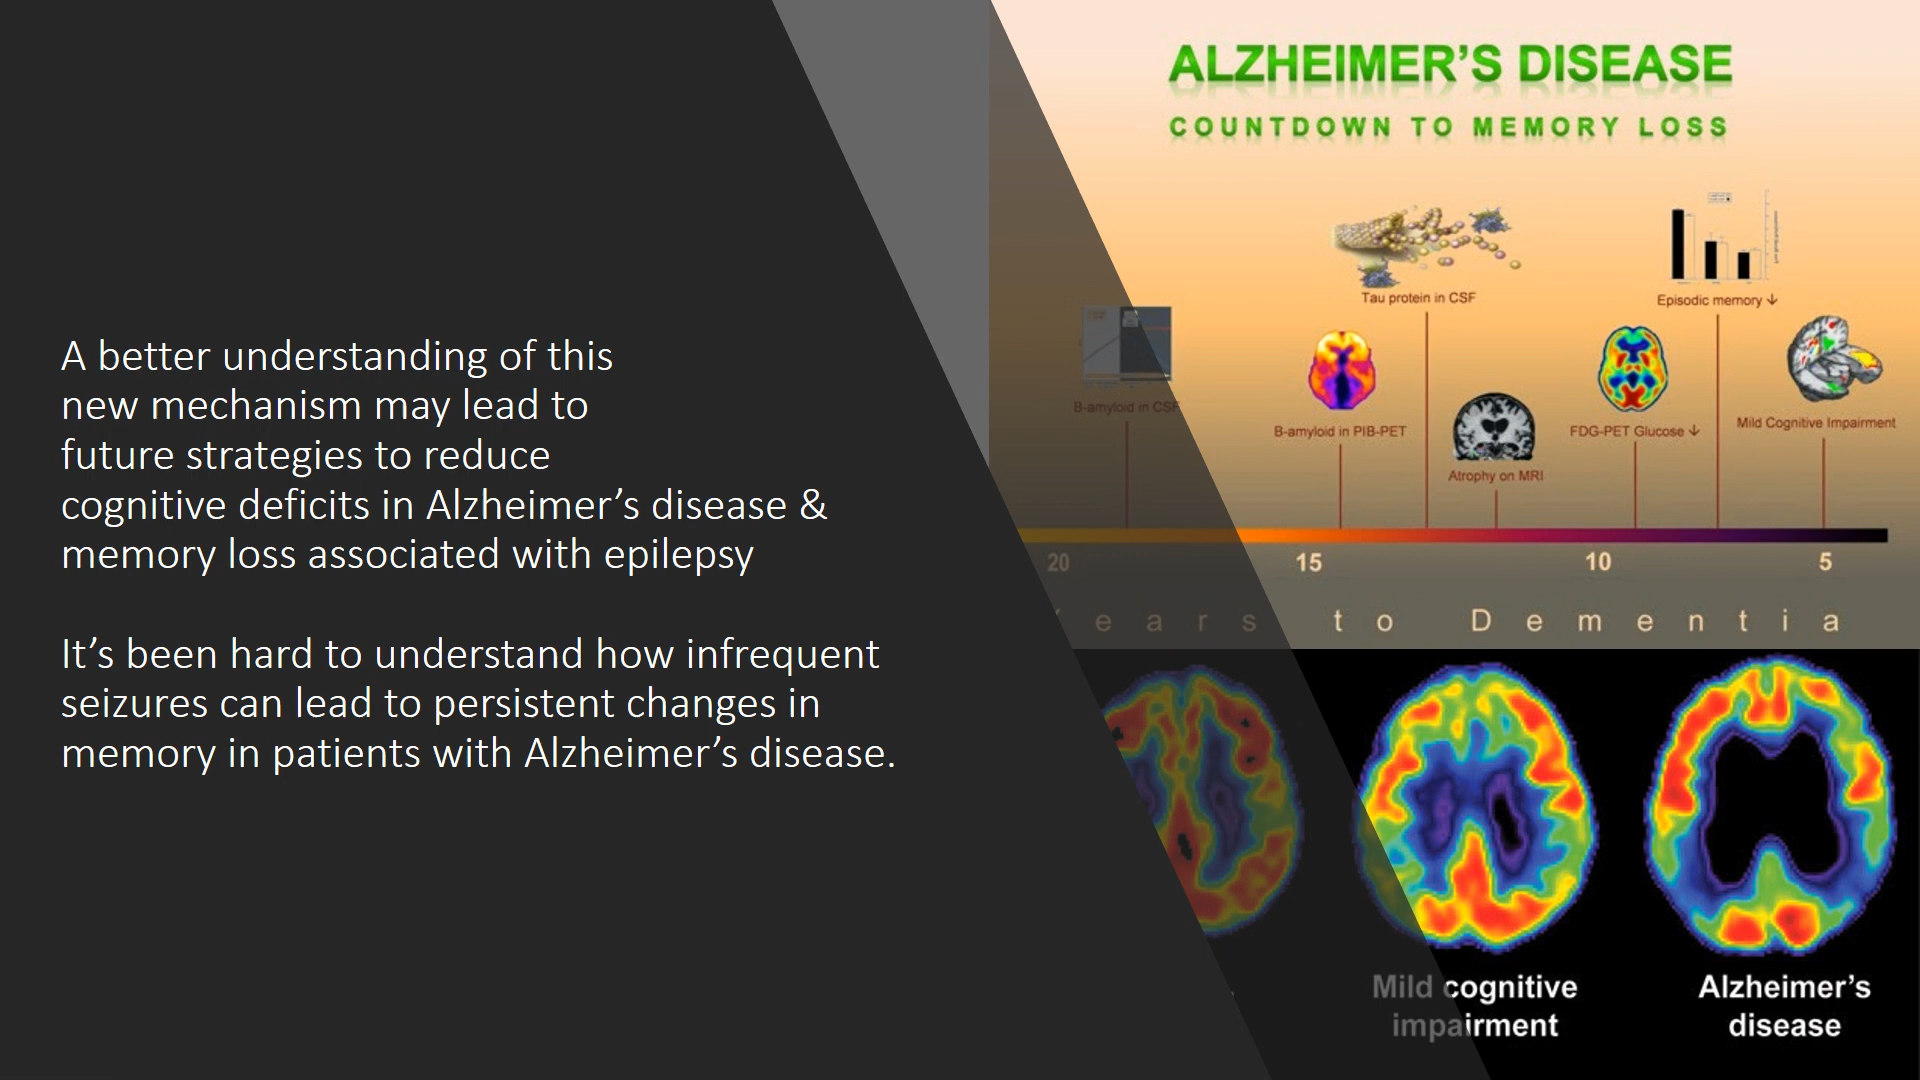 A better understanding of this
new mechanism may lead to
future strategies to reduce
cognitive deficits in Alzheimer’s disease &
memory loss associated with epilepsy
It’s been hard to understand how infrequent
seizures can lead to persistent changes in
memory in patients with Alzheimer’s disease.
ALZHEIMER’S DISEASE
COUNTDOWN TO MEMORY LOSS
Tau protein in CSF
Episodic memory ↓
B-amyloid in CSF
B-amyloid in PIB-PET
FDG-PET Glucose ↓
Mild Cognitive Impairment
Atrophy on MRI
20 15 10 5
Years to Dementia
Mild cognitive
impairment
Alzheimer’s
disease